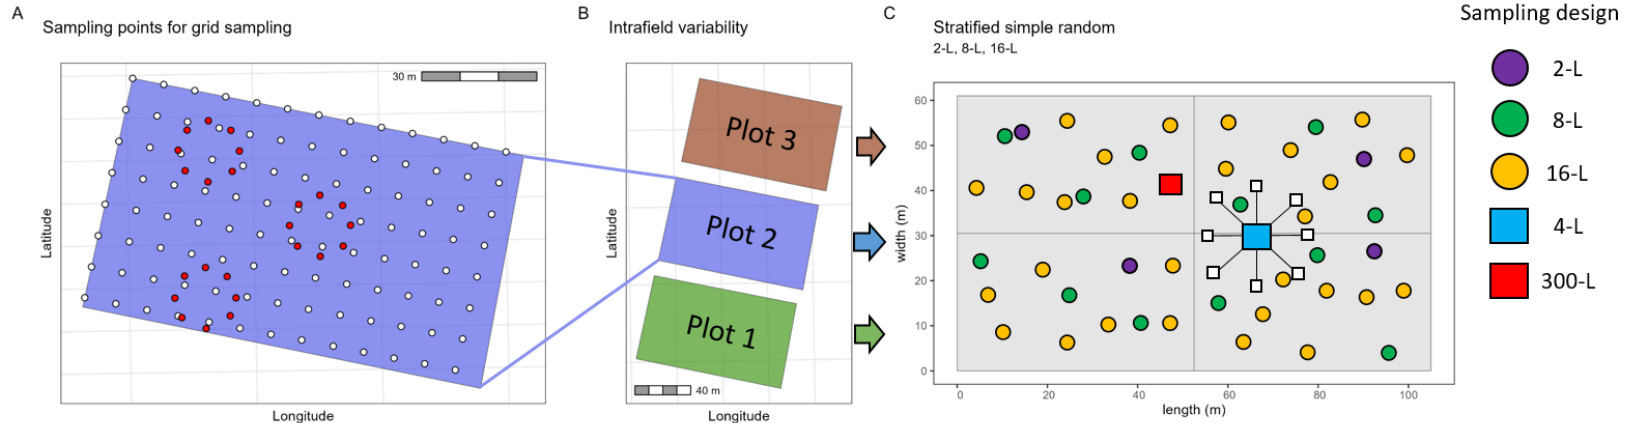 A
Sampling points for grid sampling
30 m
Latitude
Longitude
B
Intrafield variability
Plot 3
Plot 2
Plot 1
40 m
Latitude
Longitude
C
Stratified simple random
2-L, 8-L, 16-L
60
50
40
30
20
10
0
width (m)
0 20 40 60 80 100
length (m)
Sampling design
2-L
8-L
16-L
4-L
300-L